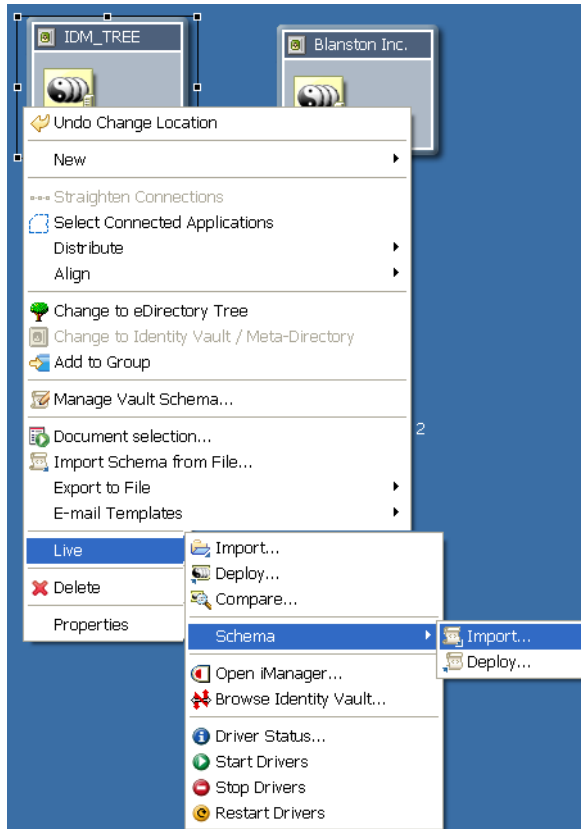 IDM_TREE
Blanston Inc.
Undo Change Location
New
Straighten Connections
Select Connected Applications
Distribute
Align
Change to eDirectory Tree
Change to Identity Vault / Meta-Directory
Add to Group
Manage Vault Schema...
2
Document selection...
Import Schema from File...
Export to File
E-mail Templates
Live
Delete
Properties
Import...
Deploy...
Compare...
Schema
Open iManager...
Browse Identity Vault...
Driver Status...
Start Drivers
Stop Drivers
Restart Drivers
Import...
Deploy...